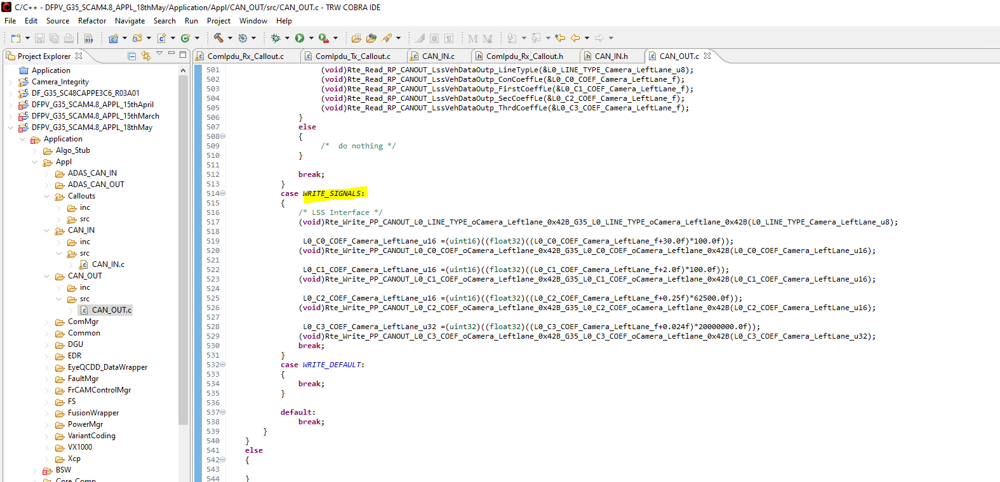 C/C++ - DFPV_G35_SCAM4.8_APPL_18thMay/Application/Appl/CAN_OUT/src/CAN_OUT.c - TRW COBRA IDE
File Edit Source Refactor Navigate Search Run Project Window Help
Project Explorer
Application
Camera_Integrity
DF_G35_SC48CAPPE3C6_R03A01
DFPV_G35_SCAM4.8_APPL_15thApril
DFPV_G35_SCAM4.8_APPL_15thMarch
DFPV_G35_SCAM4.8_APPL_18thMay
Application
Algo_Stub
Appl
ADAS_CAN_IN
ADAS_CAN_OUT
Callouts
inc
src
CAN_IN
inc
src
CAN_IN.c
CAN_OUT
inc
src
CAN_OUT.c
ComMgr
Common
DGU
EDR
EyeQCDD_DataWrapper
FaultMgr
FrCAMControlMgr
FS
FusionWrapper
PowerMgr
VariantCoding
VX1000
Xcp
BSW
Core_Comp
ComIpdu_Rx_Callout.c ComIpdu_Tx_Callout.c CAN_IN.c ComIpdu_Rx_Callout.h CAN_IN.h CAN_OUT.c
501 (void)Rte_Read_RP_CANOUT_LssVehDataOutp_LineTypLe(&L0_LINE_TYPE_Camera_LeftLane_u8);
502 (void)Rte_Read_RP_CANOUT_LssVehDataOutp_ConCoeffLe(&L0_C0_COEF_Camera_LeftLane_f);
503 (void)Rte_Read_RP_CANOUT_LssVehDataOutp_FirstCoeffLe(&L0_C1_COEF_Camera_LeftLane_f);
504 (void)Rte_Read_RP_CANOUT_LssVehDataOutp_SecCoeffLe(&L0_C2_COEF_Camera_LeftLane_f);
505 (void)Rte_Read_RP_CANOUT_LssVehDataOutp_ThrdCoeffLe(&L0_C3_COEF_Camera_LeftLane_f);
506 }
507 else
508 {
509 /* do nothing */
510 }
511
512 break;
513 }
514 case WRITE_SIGNALS:
515 {
516 /* LSS Interface */
517 (void)Rte_Write_PP_CANOUT_L0_LINE_TYPE_oCamera_Leftlane_0x42B_G35_L0_LINE_TYPE_oCamera_Leftlane_0x42B(L0_LINE_TYPE_Camera_LeftLane_u8);
518
519 L0_C0_COEF_Camera_LeftLane_u16 =(uint16)((float32)((L0_C0_COEF_Camera_LeftLane_f+30.0f)*100.0f));
520 (void)Rte_Write_PP_CANOUT_L0_C0_COEF_oCamera_Leftlane_0x42B_G35_L0_C0_COEF_oCamera_Leftlane_0x42B(L0_C0_COEF_Camera_LeftLane_u16);
521
522 L0_C1_COEF_Camera_LeftLane_u16 =(uint16)((float32)((L0_C1_COEF_Camera_LeftLane_f+2.0f)*100.0f));
523 (void)Rte_Write_PP_CANOUT_L0_C1_COEF_oCamera_Leftlane_0x42B_G35_L0_C1_COEF_oCamera_Leftlane_0x42B(L0_C1_COEF_Camera_LeftLane_u16);
524
525 L0_C2_COEF_Camera_LeftLane_u16 =(uint16)((float32)((L0_C2_COEF_Camera_LeftLane_f+0.25f)*62500.0f));
526 (void)Rte_Write_PP_CANOUT_L0_C2_COEF_oCamera_Leftlane_0x42B_G35_L0_C2_COEF_oCamera_Leftlane_0x42B(L0_C2_COEF_Camera_LeftLane_u16);
527
528 L0_C3_COEF_Camera_LeftLane_u32 =(uint32)((float32)((L0_C3_COEF_Camera_LeftLane_f+0.024f)*20000000.0f));
529 (void)Rte_Write_PP_CANOUT_L0_C3_COEF_oCamera_Leftlane_0x42B_G35_L0_C3_COEF_oCamera_Leftlane_0x42B(L0_C3_COEF_Camera_LeftLane_u32);
530 break;
531 }
532 case WRITE_DEFAULT:
533 {
534 break;
535 }
536
537 default:
538 break;
539 }
540 }
541 else
542 {
543
544 }